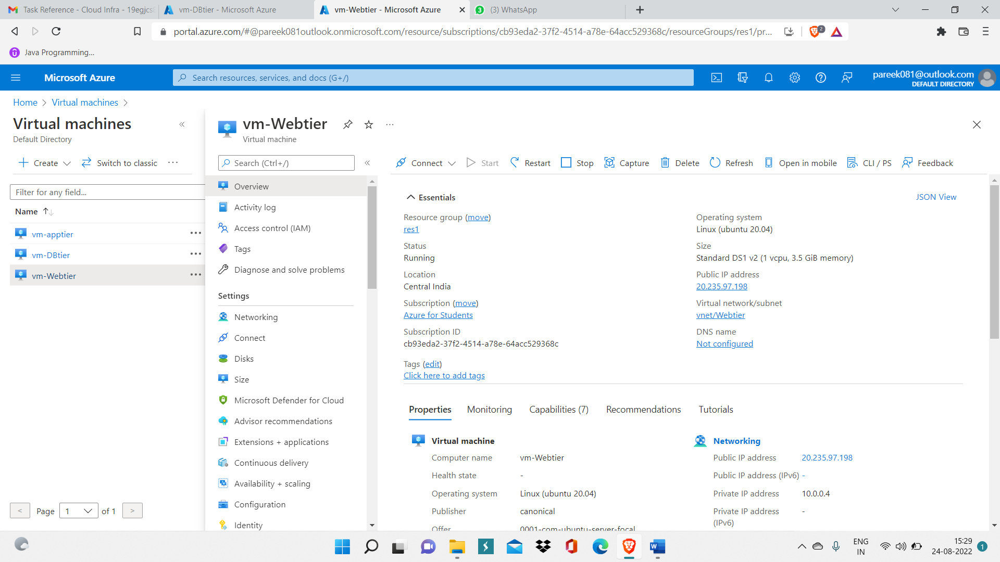 Task Reference - Cloud Infra - 19egjcs
vm-DBtier - Microsoft Azure
vm-Webtier - Microsoft Azure
(3) WhatsApp
portal.azure.com/#@pareek081outlook.onmicrosoft.com/resource/subscriptions/cb93eda2-37f2-4514-a78e-64acc529368c/resourceGroups/res1/pr...
2
Java Programming...
Microsoft Azure
Search resources, services, and docs (G+/)
pareek081@outlook.com
DEFAULT DIRECTORY
Home > Virtual machines >
Virtual machines «
Default Directory
vm-Webtier ...
Virtual machine
Create
Switch to classic ...
Search (Ctrl+/) «
Connect
Start
Restart
Stop
Capture
Delete
Refresh
Open in mobile
CLI / PS
Feedback
Filter for any field...
Name ↑↓
vm-apptier ...
vm-DBtier ...
vm-Webtier ...
< Page 1 of 1 >
Overview
Activity log
Access control (IAM)
Tags
Diagnose and solve problems
Settings
Networking
Connect
Disks
Size
Microsoft Defender for Cloud
Advisor recommendations
Extensions + applications
Continuous delivery
Availability + scaling
Configuration
Identity
Essentials
JSON View
Resource group (move)
res1
Status
Running
Location
Central India
Subscription (move)
Azure for Students
Subscription ID
cb93eda2-37f2-4514-a78e-64acc529368c
Tags (edit)
Click here to add tags
Operating system
Linux (ubuntu 20.04)
Size
Standard DS1 v2 (1 vcpu, 3.5 GiB memory)
Public IP address
20.235.97.198
Virtual network/subnet
vnet/Webtier
DNS name
Not configured
Properties
Monitoring
Capabilities (7)
Recommendations
Tutorials
Virtual machine
Computer name vm-Webtier
Health state -
Operating system Linux (ubuntu 20.04)
Publisher canonical
Offer 0001-com-ubuntu-server-focal
Networking
Public IP address 20.235.97.198
Public IP address (IPv6) -
Private IP address 10.0.0.4
Private IP address -
(IPv6)
ENG
IN
15:29
24-08-2022
1